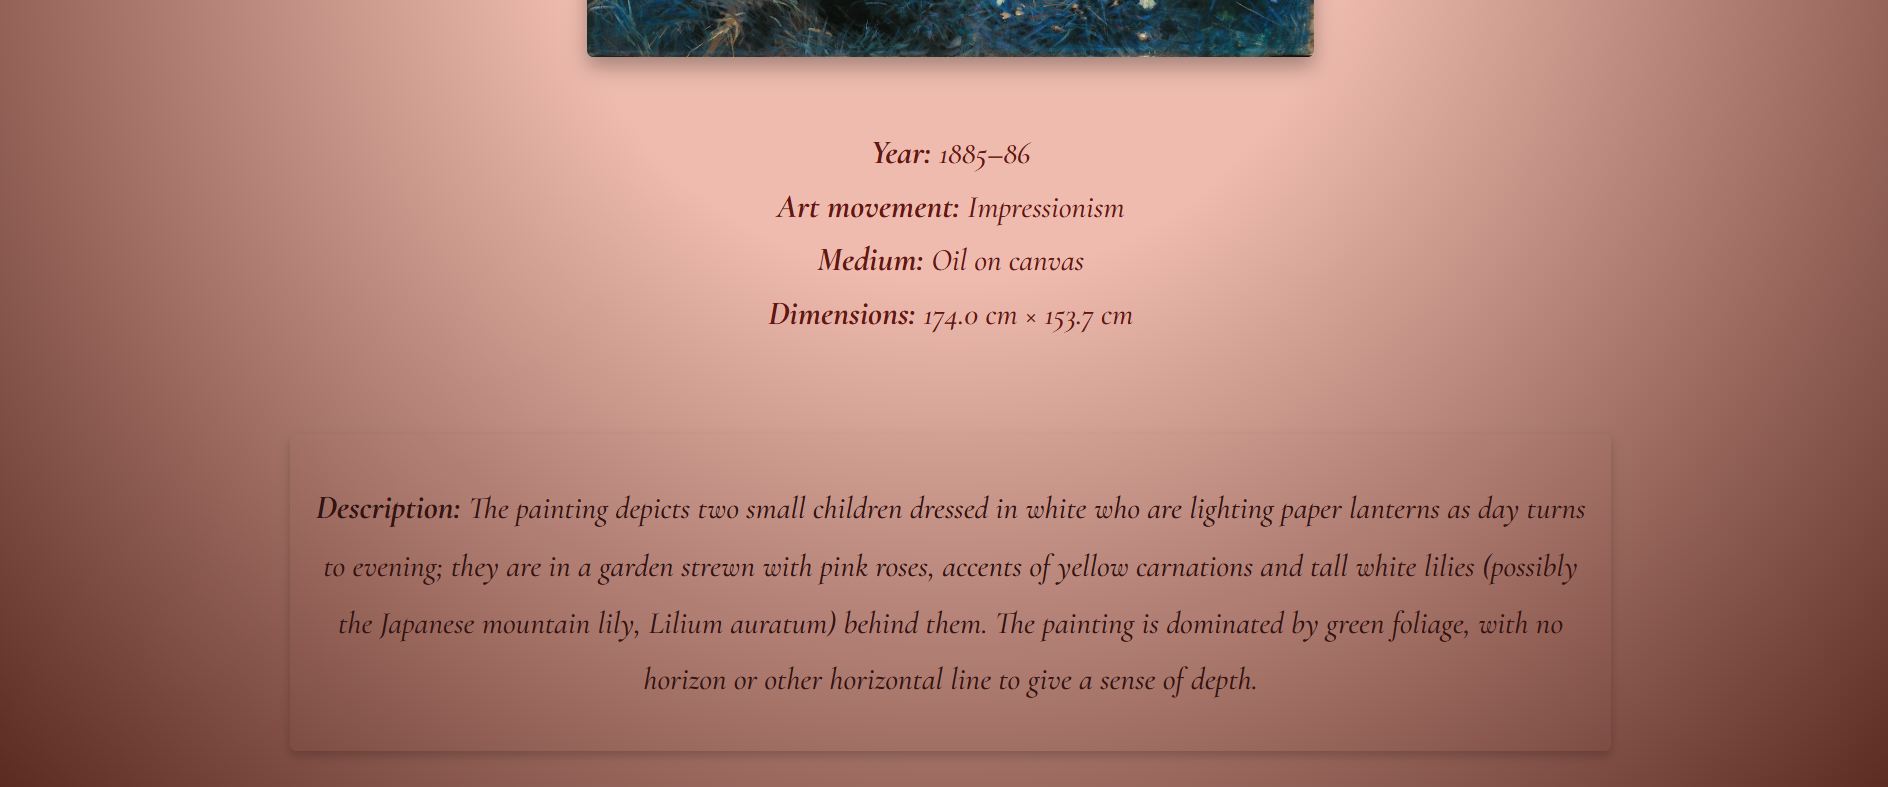 Year: 1885–86
Art movement: Impressionism
Medium: Oil on canvas
Dimensions: 174.0 cm × 153.7 cm
Description: The painting depicts two small children dressed in white who are lighting paper lanterns as day turns
to evening; they are in a garden strewn with pink roses, accents of yellow carnations and tall white lilies (possibly
the Japanese mountain lily, Lilium auratum) behind them. The painting is dominated by green foliage, with no
horizon or other horizontal line to give a sense of depth.